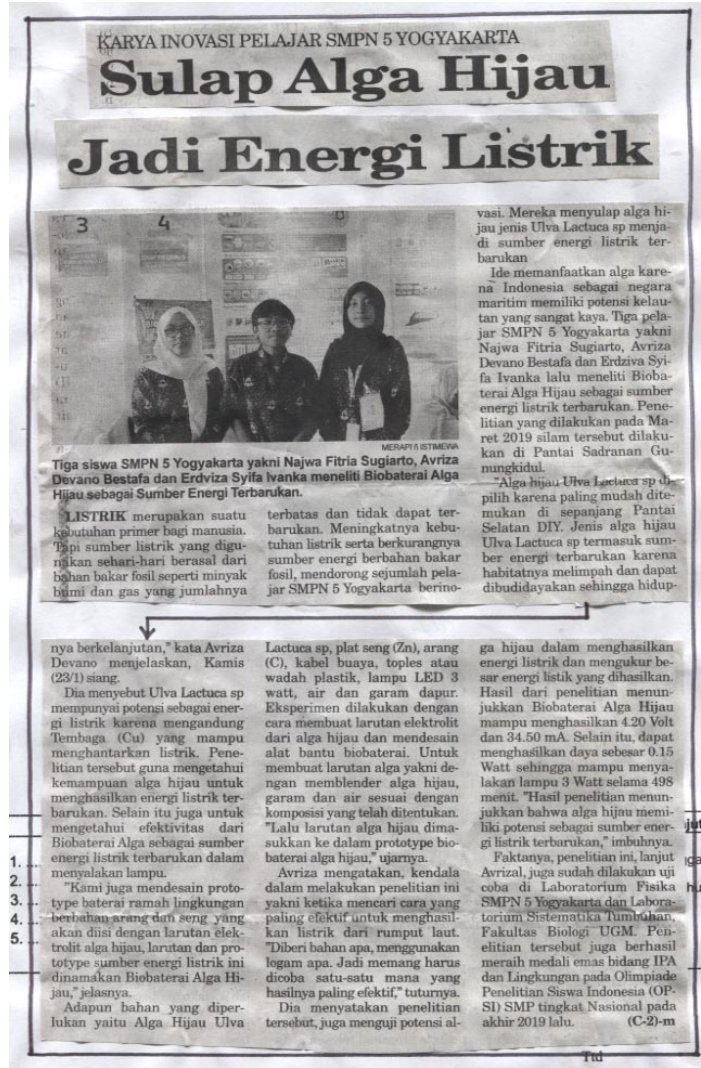 KARYA INOVASI PELAJAR SMPN 5 YOGYAKARTA
Sulap Alga Hijau
Jadi Energi Listrik
3 4
MERAPI/ISTIMEWA
Tiga siswa SMPN 5 Yogyakarta yakni Najwa Fitria Sugiarto, Avriza
Devano Bestafa dan Erdviza Syifa Ivanka meneliti Biobaterai Alga
Hijau sebagai Sumber Energi Terbarukan.
LISTRIK merupakan suatu
kebutuhan primer bagi manusia.
Tapi sumber listrik yang digu-
nakan sehari-hari berasal dari
bahan bakar fosil seperti minyak
bumi dan gas yang jumlahnya
terbatas dan tidak dapat ter-
barukan. Meningkatnya kebu-
tuhan listrik serta berkurangnya
sumber energi berbahan bakar
fosil, mendorong sejumlah pela-
jar SMPN 5 Yogyakarta berino-
vasi. Mereka menyulap alga hi-
jau jenis Ulva Lactuca sp menja-
di sumber energi listrik ter-
barukan
Ide memanfaatkan alga kare-
na Indonesia sebagai negara
maritim memiliki potensi kelau-
tan yang sangat kaya. Tiga pela-
jar SMPN 5 Yogyakarta yakni
Najwa Fitria Sugiarto, Avriza
Devano Bestafa dan Erdziva Syi-
fa Ivanka lalu meneliti Bioba-
terai Alga Hijau sebagai sumber
energi listrik terbarukan. Pene-
litian yang dilakukan pada Ma-
ret 2019 silam tersebut dilaku-
kan di Pantai Sadranan Gu-
nungkidul.
"Alga hijau Ulva Lactuca sp di-
pilih karena paling mudah dite-
mukan di sepanjang Pantai
Selatan DIY. Jenis alga hijau
Ulva Lactuca sp termasuk sum-
ber energi terbarukan karena
habitatnya melimpah dan dapat
dibudidayakan sehingga hidup-
nya berkelanjutan," kata Avriza
Devano menjelaskan, Kamis
(23/1) siang.
Dia menyebut Ulva Lactuca sp
mempunyai potensi sebagai ener-
gi listrik karena mengandung
Tembaga (Cu) yang mampu
menghantarkan listrik. Pene-
litian tersebut guna mengetahui
kemampuan alga hijau untuk
menghasilkan energi listrik ter-
barukan. Selain itu juga untuk
mengetahui efektivitas dari
Biobaterai Alga sebagai sumber
energi listrik terbarukan dalam
menyalakan lampu.
"Kami juga mendesain proto-
type baterai ramah lingkungan
berbahan arang dan seng yang
akan diisi dengan larutan elek-
trolit alga hijau, larutan dan pro-
totype sumber energi listrik ini
dinamakan Biobaterai Alga Hi-
jau," jelasnya.
Adapun bahan yang diper-
lukan yaitu Alga Hijau Ulva
Lactuca sp, plat seng (Zn), arang
(C), kabel buaya, toples atau
wadah plastik, lampu LED 3
watt, air dan garam dapur.
Eksperimen dilakukan dengan
cara membuat larutan elektrolit
dari alga hijau dan mendesain
alat bantu biobaterai. Untuk
membuat larutan alga yakni de-
ngan memblender alga hijau,
garam dan air sesuai dengan
komposisi yang telah ditentukan.
"Lalu larutan alga hijau dima-
sukkan ke dalam prototype bio-
baterai alga hijau," ujarnya.
Avriza mengatakan, kendala
dalam melakukan penelitian ini
yakni ketika mencari cara yang
paling efektif untuk menghasil-
kan listrik dari rumput laut.
"Diberi bahan apa, menggunakan
logam apa. Jadi memang harus
dicoba satu-satu mana yang
hasilnya paling efektif," tuturnya.
Dia menyatakan penelitian
tersebut, juga menguji potensi al-
ga hijau dalam menghasilkan
energi listrik dan mengukur be-
sar energi listik yang dihasilkan.
Hasil dari penelitian menun-
jukkan Biobaterai Alga Hijau
mampu menghasilkan 4.20 Volt
dan 34.50 mA. Selain itu, dapat
menghasilkan daya sebesar 0.15
Watt sehingga mampu menya-
lakan lampu 3 Watt selama 498
menit. "Hasil penelitian menun-
jukkan bahwa alga hijau memi-
liki potensi sebagai sumber ener-
gi listrik terbarukan," imbuhnya.
Faktanya, penelitian ini, lanjut
Avrizal, juga sudah dilakukan uji
coba di Laboratorium Fisika
SMPN 5 Yogyakarta dan Labora-
torium Sistematika Tumbuhan,
Fakultas Biologi UGM. Pen-
elitian tersebut juga berhasil
meraih medali emas bidang IPA
dan Lingkungan pada Olimpiade
Penelitian Siswa Indonesia (OP-
SI) SMP tingkat Nasional pada
akhir 2019 lalu. (C-2)-m
1.
2.
3.
4.
5.
Ttd